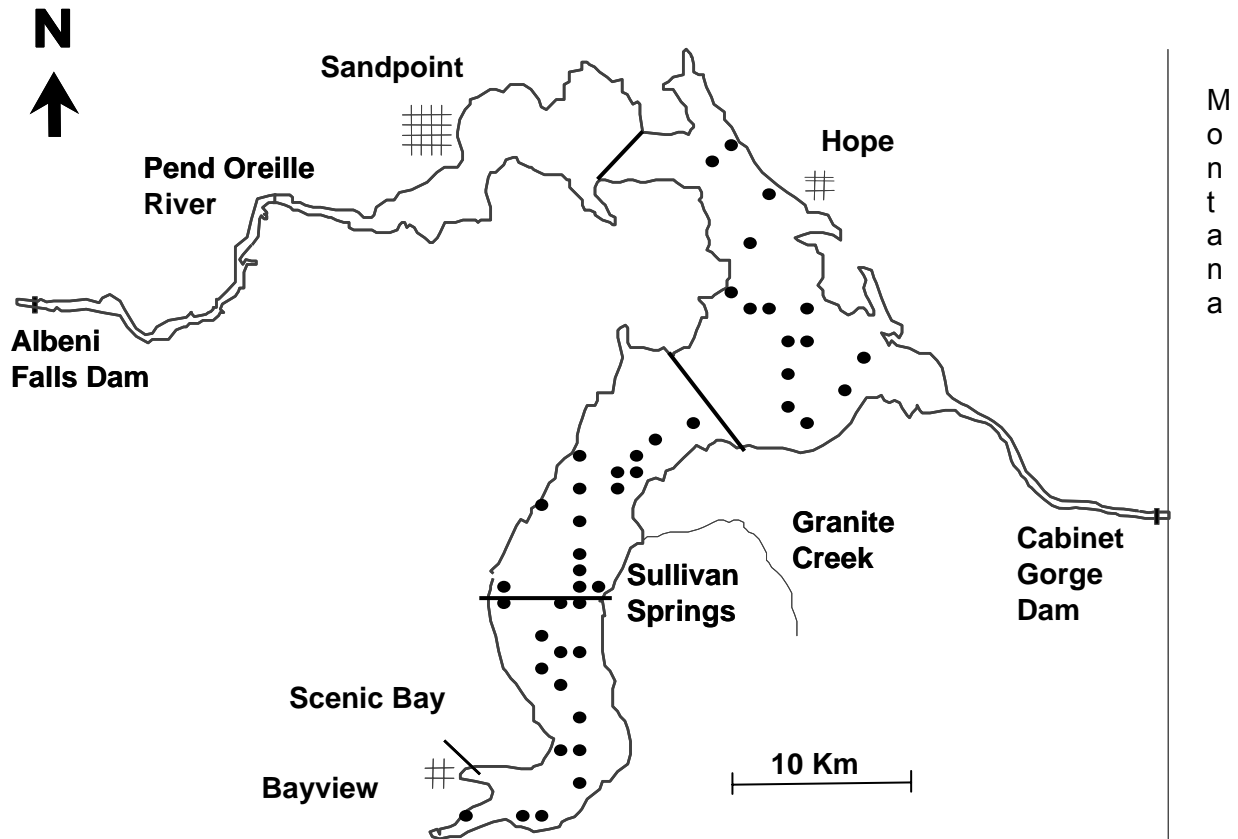 N
Sandpoint
Hope
Pend Oreille
River
M
o
n
t
a
n
a
Albeni
Falls Dam
Granite
Creek
Cabinet
Gorge
Dam
Sullivan
Springs
Scenic Bay
Bayview
10 Km